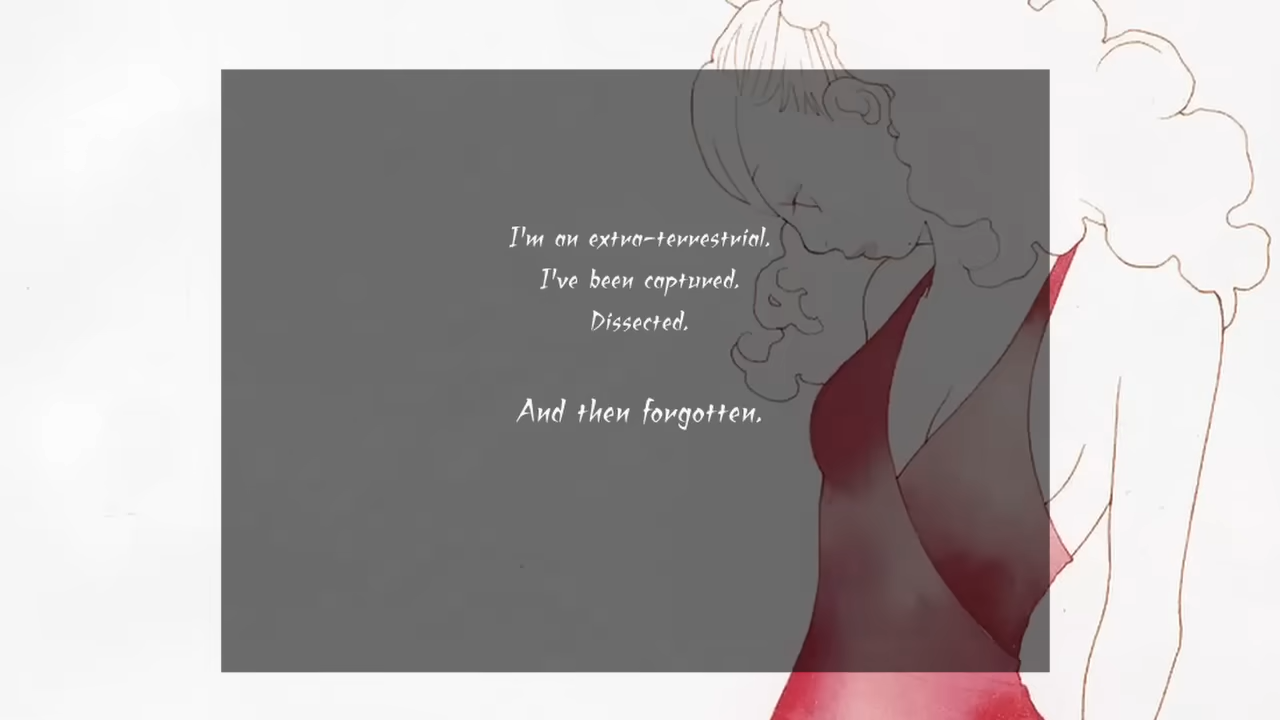 I'm an extra-terrestrial.
I've been captured.
Dissected.
And then forgotten.